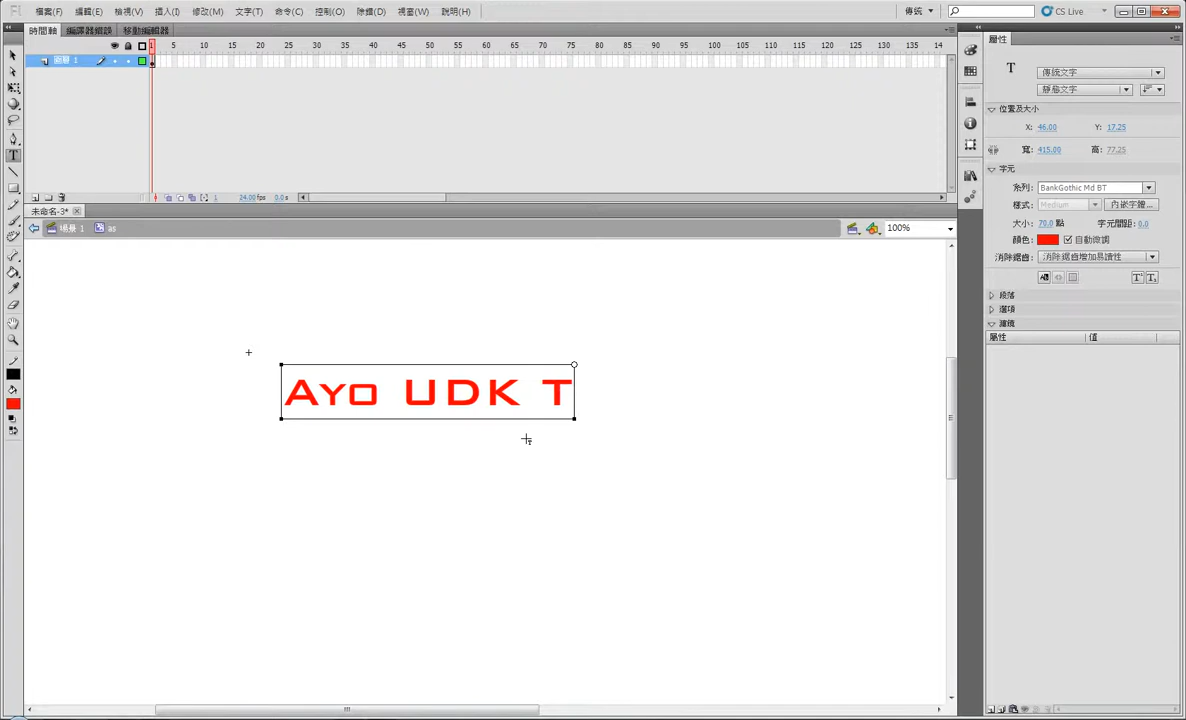 Fl 檔案(F) 編輯(E) 檢視(V) 插入(I) 修改(M) 文字(T) 命令(C) 控制(O) 除錯(D) 視窗(W) 說明(H) 傳統 CS Live
時間軸 編譯器錯誤 移動編輯器
屬性
1 5 10 15 20 25 30 35 40 45 50 55 60 65 70 75 80 85 90 95 100 105 110 115 120 125 130 135 14
圖層 1
T
傳統文字
靜態文字
位置及大小
X: 46.00 Y: 17.25
寬: 415.00 高: 77.25
字元
系列: BankGothic Md BT
樣式: Medium 內嵌字體...
大小: 70.0 點 字元間距: 0.0
顏色: 自動微調
消除鋸齒: 消除鋸齒增加易讀性
段落
選項
濾鏡
屬性 值
1 24.00 fps 0.0 s
未命名-3*
場景 1 as 100%
Ayo UDK T